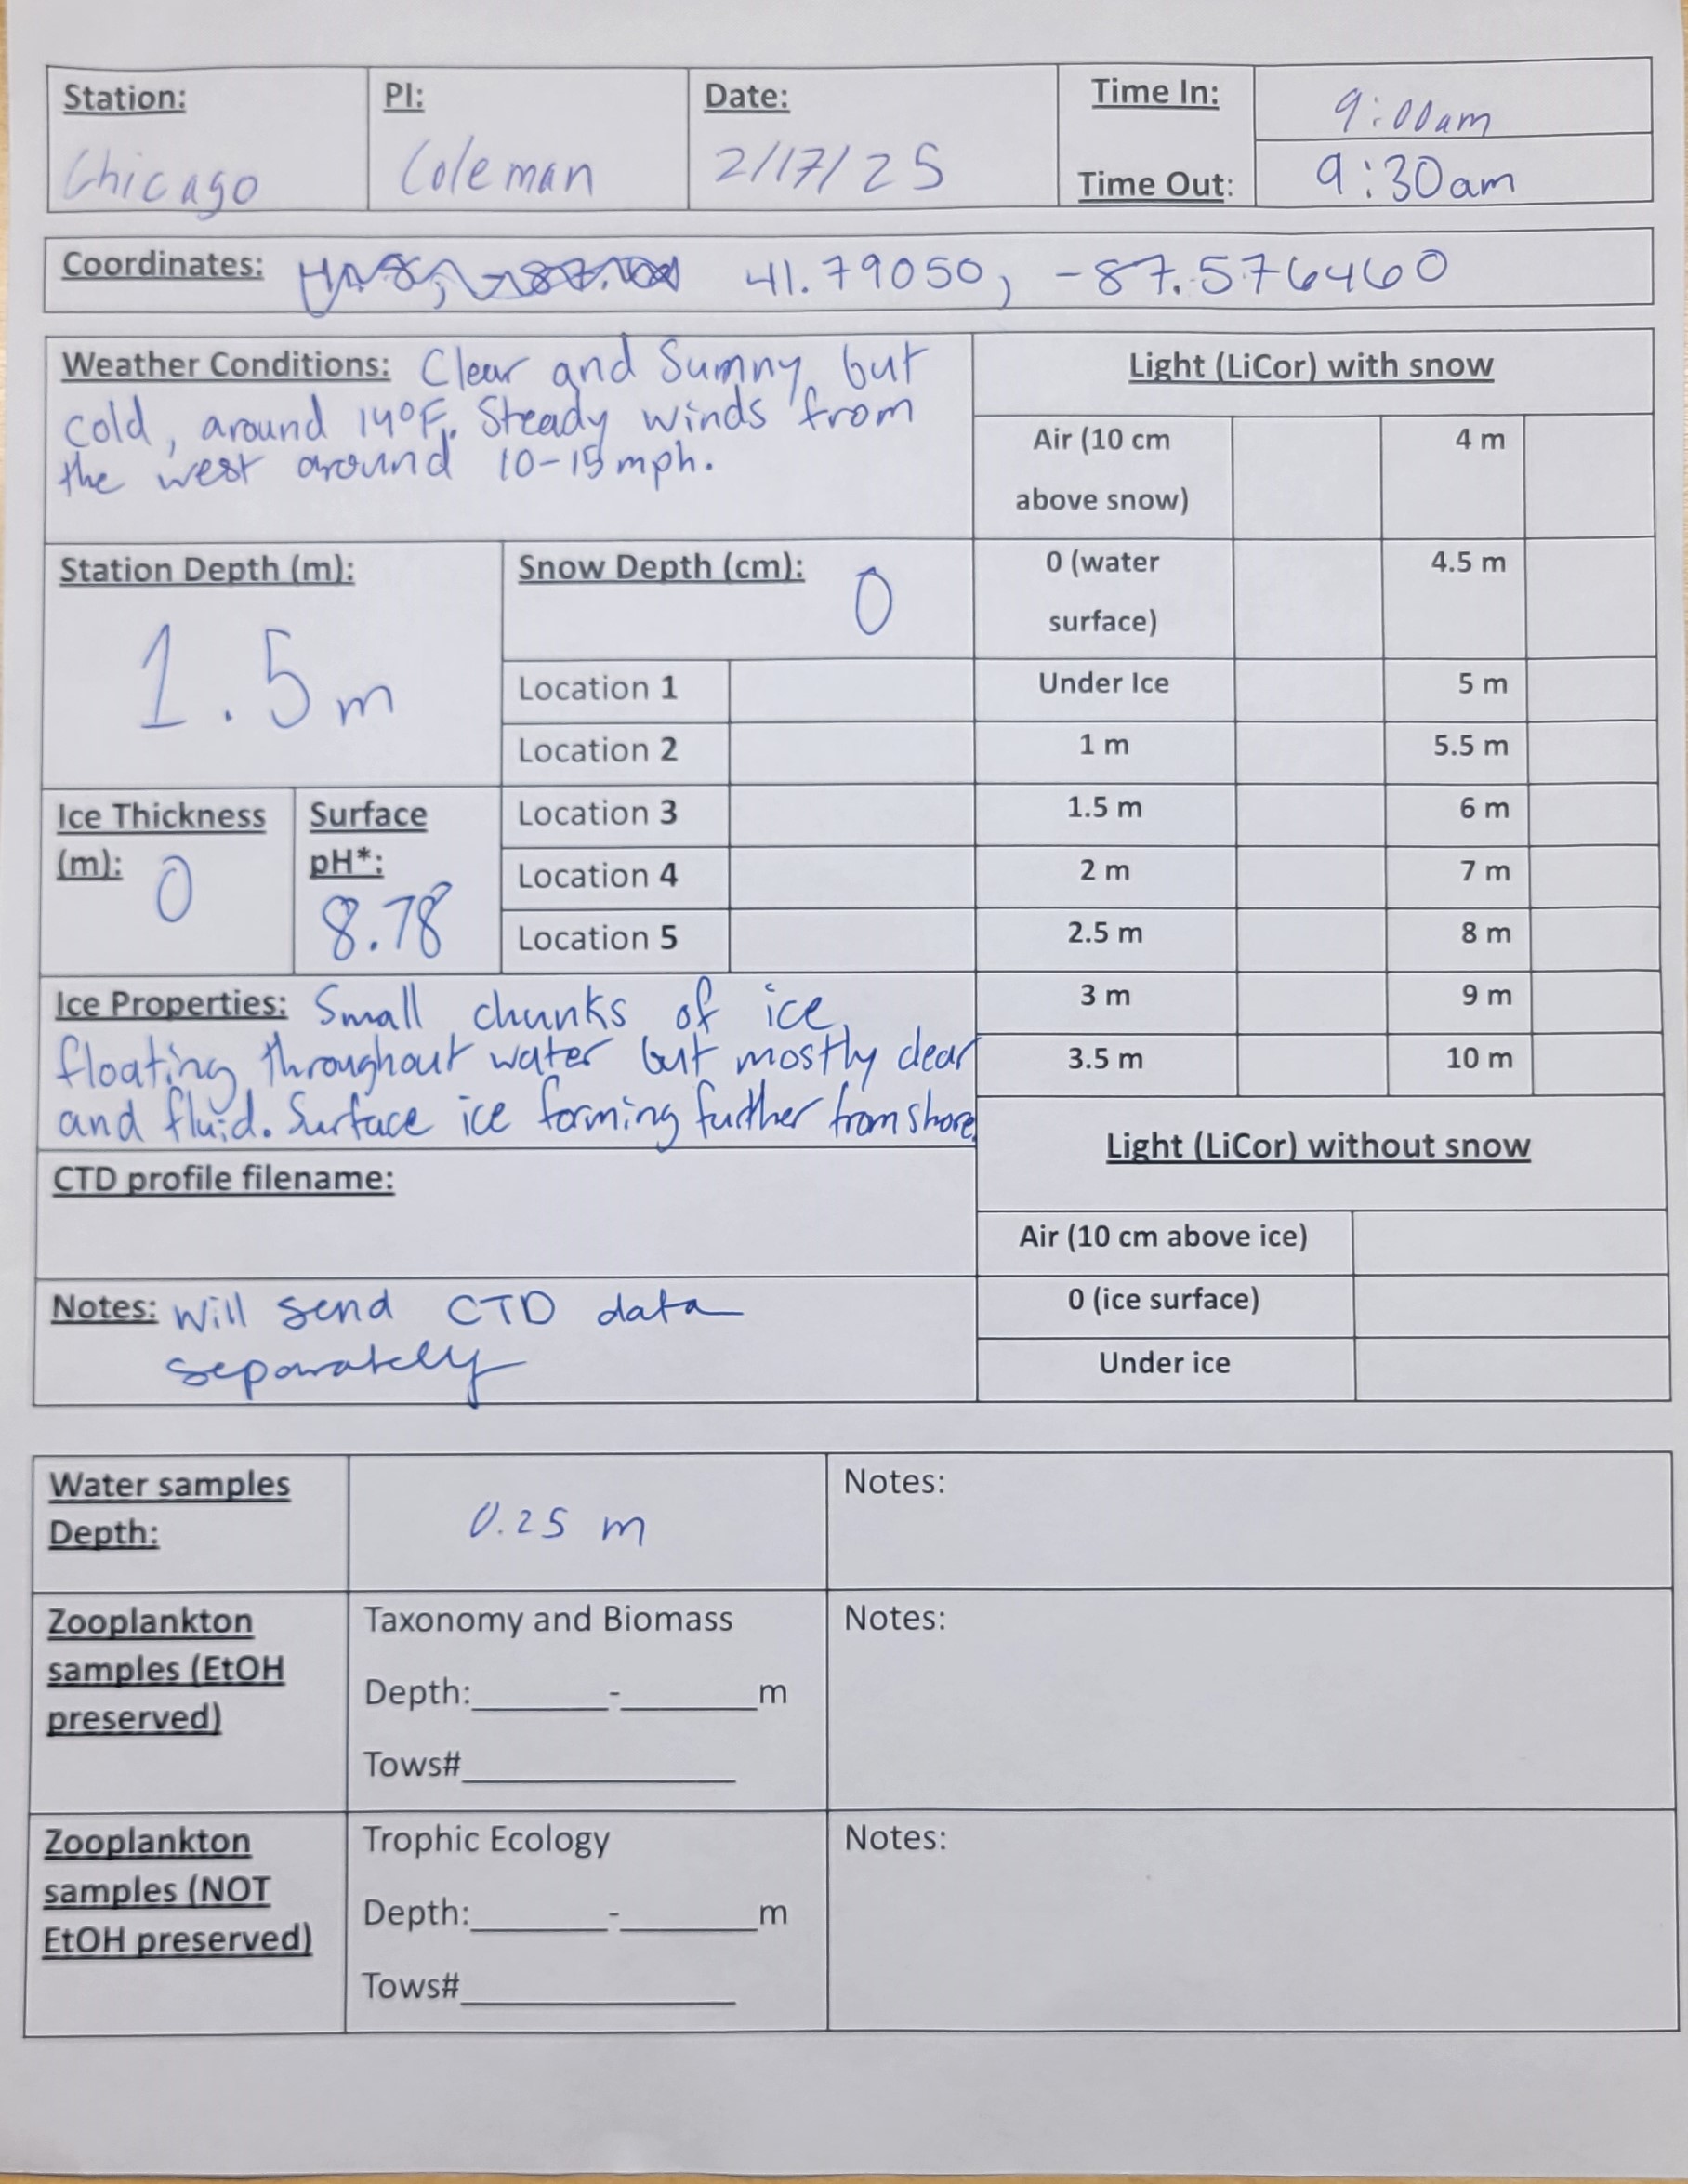 Station: PI: Date: Time In: 9:00am
Chicago Coleman 2/17/25 Time Out: 9:30am
Coordinates: 41.79050, -87.576460
Weather Conditions: Clear and Sunny, but
cold, around 14°F. Steady winds from
the west around 10-15mph.
Station Depth (m):
1.5m
Snow Depth (cm): 0
Location 1
Location 2
Location 3
Location 4
Location 5
Ice Thickness
(m): 0
Surface
pH*:
8.78
Ice Properties: Small chunks of ice
floating throughout water but mostly clear
and fluid. Surface ice forming further from shore.
CTD profile filename:
Notes: Will send CTD data
separately
Light (LiCor) with snow
Air (10 cm
above snow)
4 m
0 (water
surface)
4.5 m
Under Ice 5 m
1 m 5.5 m
1.5 m 6 m
2 m 7 m
2.5 m 8 m
3 m 9 m
3.5 m 10 m
Light (LiCor) without snow
Air (10 cm above ice)
0 (ice surface)
Under ice
Water samples
Depth:
0.25 m
Notes:
Zooplankton
samples (EtOH
preserved)
Taxonomy and Biomass
Depth:_______-_______m
Tows#______________
Notes:
Zooplankton
samples (NOT
EtOH preserved)
Trophic Ecology
Depth:_______-_______m
Tows#______________
Notes: